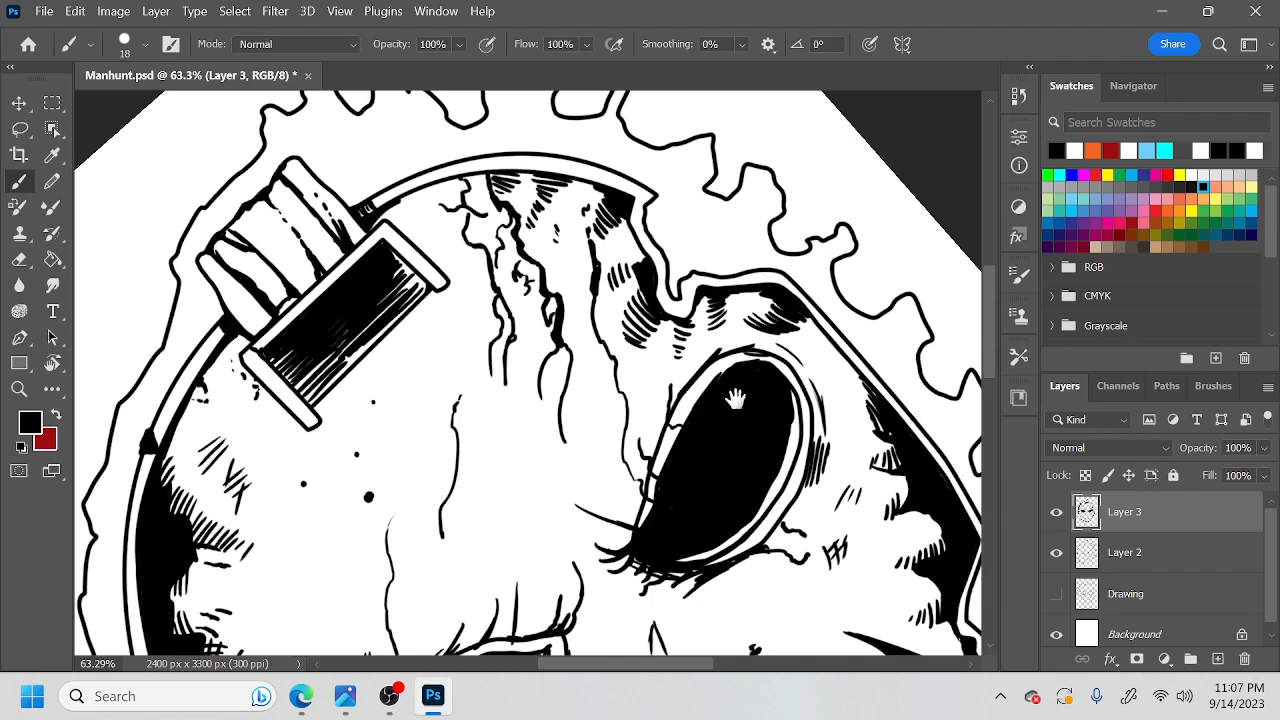 Ps File Edit Image Layer Type Select Filter 3D View Plugins Window Help
18 Mode: Normal Opacity: 100% Flow: 100% Smoothing: 0% 0° Share
Manhunt.psd @ 63.3% (Layer 3, RGB/8) * ×
Swatches Navigator
Search Swatches
RGB
CMYK
Layers Channels Paths Brushes
Kind
Normal Opacity: 100%
Lock: Fill: 100%
Layer 3
Layer 2
Drawing
Background
63.29% 2400 px x 3300 px (300 ppi)
Search Ps 11:07 PM
9/14/2023